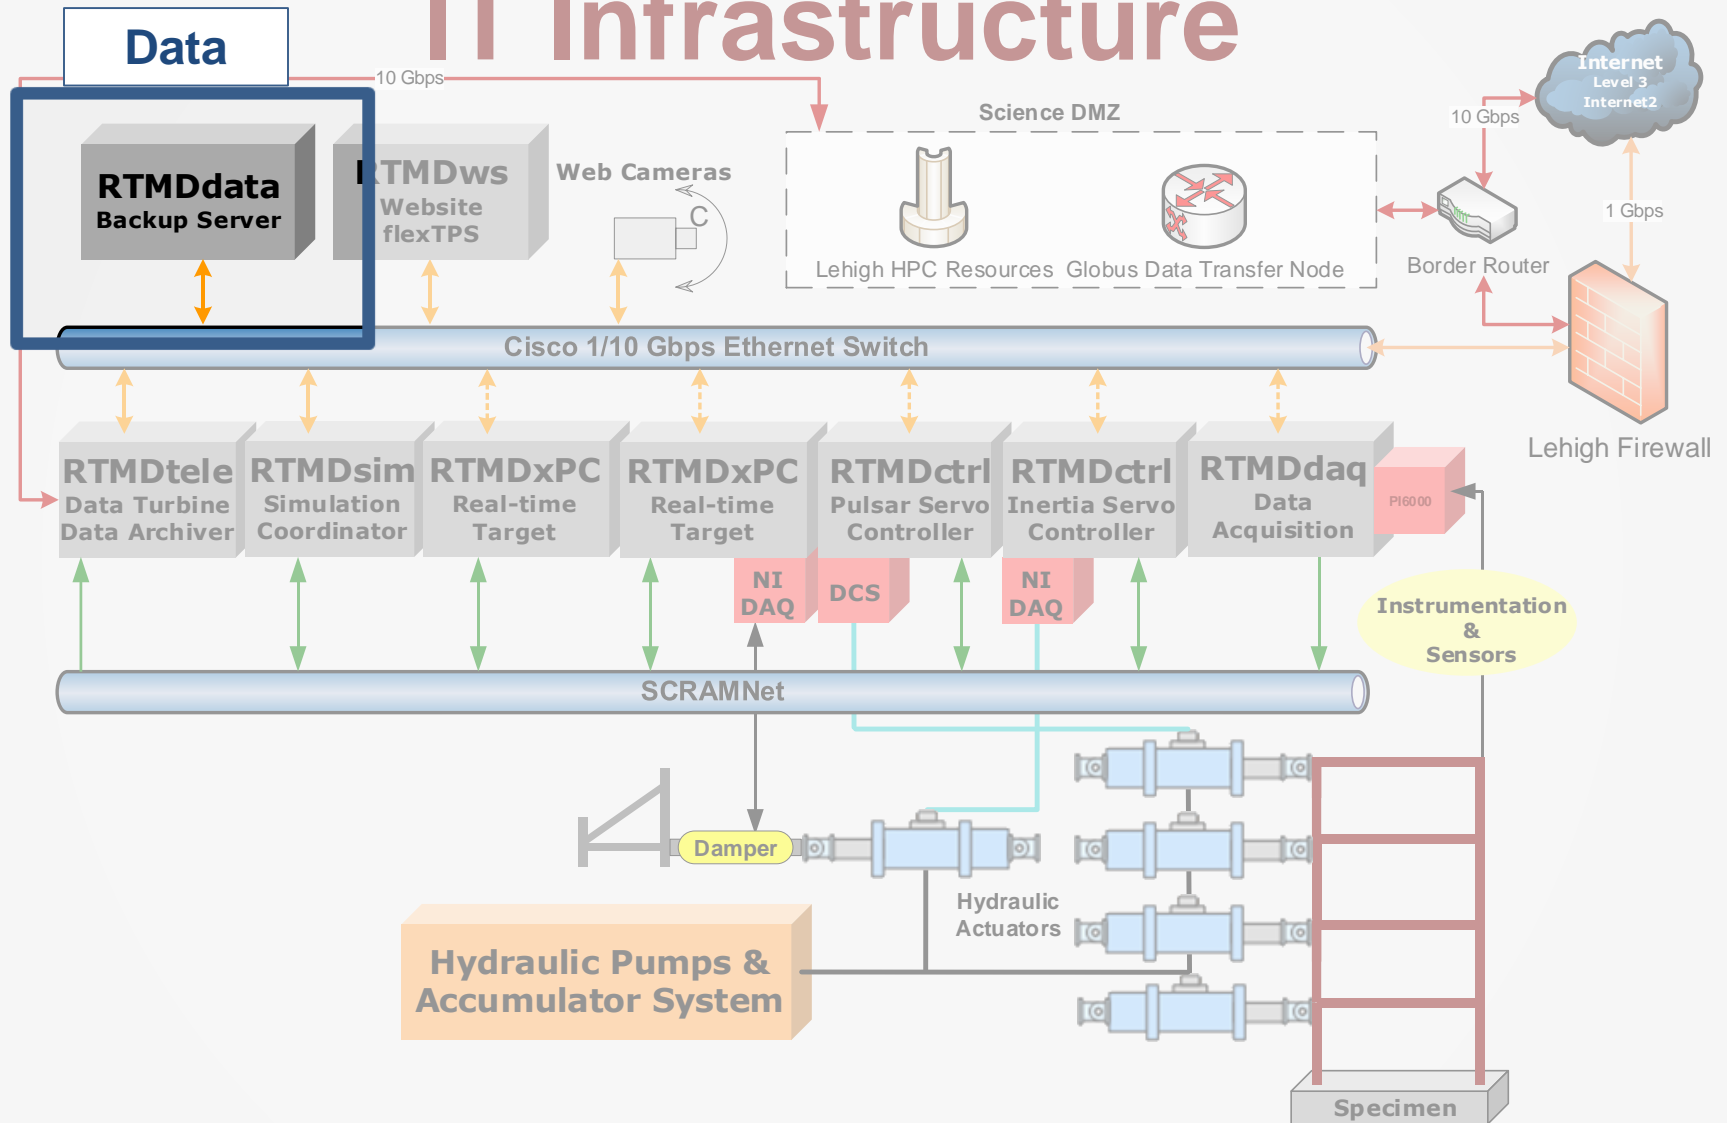 IT Infrastructure
Data
10 Gbps
Internet
Level 3
Internet2
Science DMZ
10 Gbps
RTMDdata
Backup Server
RTMDws
Website
flexTPS
Web Cameras
C
1 Gbps
Lehigh HPC Resources
Globus Data Transfer Node
Border Router
Cisco 1/10 Gbps Ethernet Switch
Lehigh Firewall
RTMDtele
Data Turbine
Data Archiver
RTMDsim
Simulation
Coordinator
RTMDxPC
Real-time
Target
RTMDxPC
Real-time
Target
RTMDctrl
Pulsar Servo
Controller
RTMDctrl
Inertia Servo
Controller
RTMDdaq
Data
Acquisition
PI6000
NI
DAQ
DCS
NI
DAQ
Instrumentation
&
Sensors
SCRAMNet
Damper
Hydraulic
Actuators
Hydraulic Pumps &
Accumulator System
Specimen